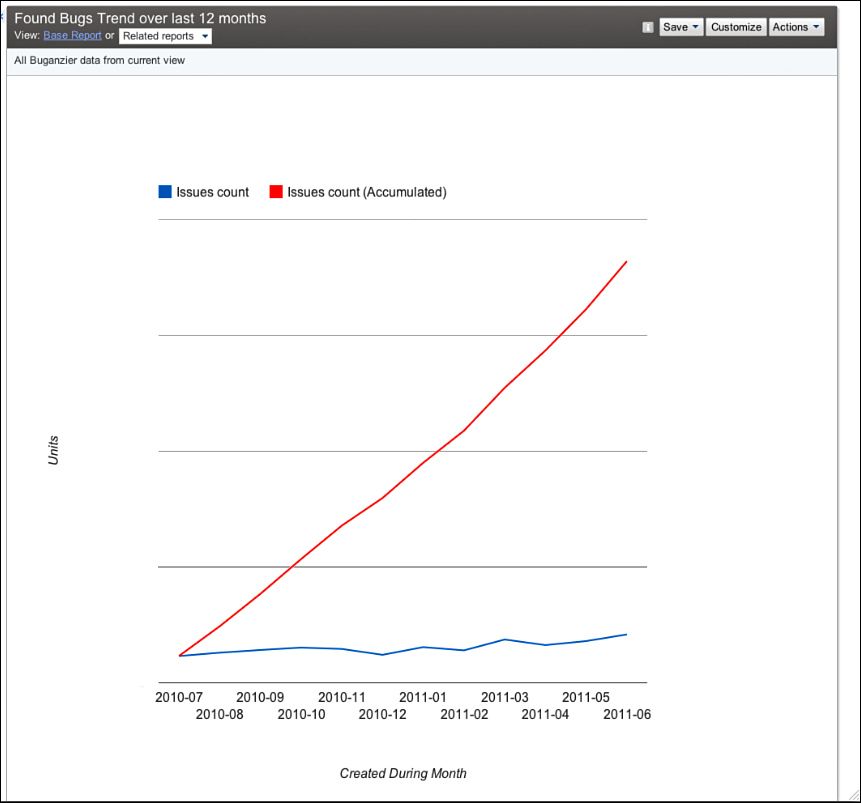 Found Bugs Trend over last 12 months
View: Base Report or Related reports
Save Customize Actions
All Buganzier data from current view
Issues count Issues count (Accumulated)
Units
2010-07 2010-09 2010-11 2011-01 2011-03 2011-05
2010-08 2010-10 2010-12 2011-02 2011-04 2011-06
Created During Month